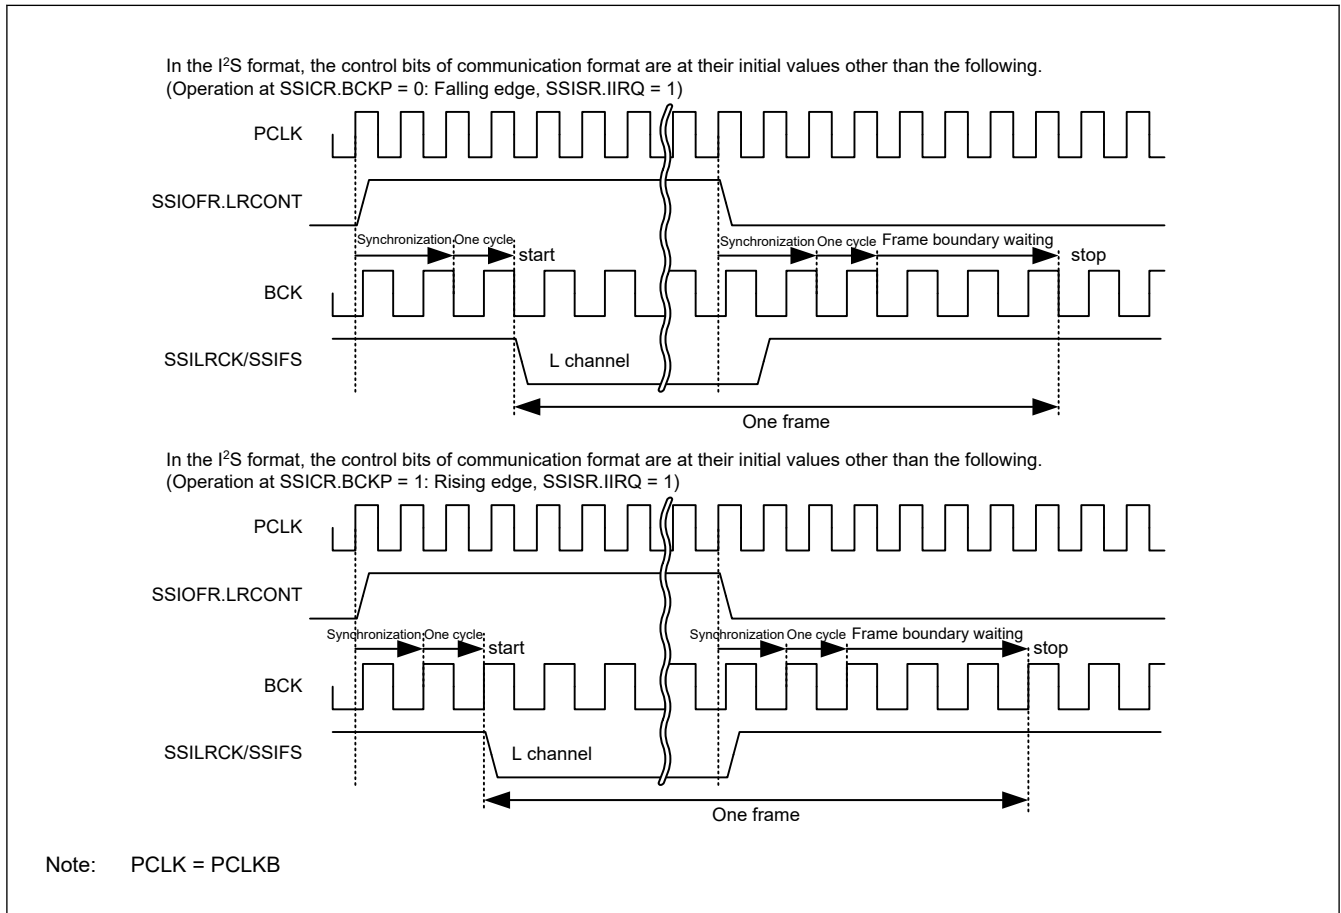 In the I²S format, the control bits of communication format are at their initial values other than the following.
(Operation at SSICR.BCKP = 0: Falling edge, SSISR.IIRQ = 1)
PCLK
SSIOFR.LRCONT
Synchronization One cycle Synchronization One cycle Frame boundary waiting
start stop
BCK
SSILRCK/SSIFS
L channel
One frame
In the I²S format, the control bits of communication format are at their initial values other than the following.
(Operation at SSICR.BCKP = 1: Rising edge, SSISR.IIRQ = 1)
PCLK
SSIOFR.LRCONT
Synchronization One cycle Synchronization One cycle Frame boundary waiting
start stop
BCK
SSILRCK/SSIFS
L channel
One frame
Note: PCLK = PCLKB